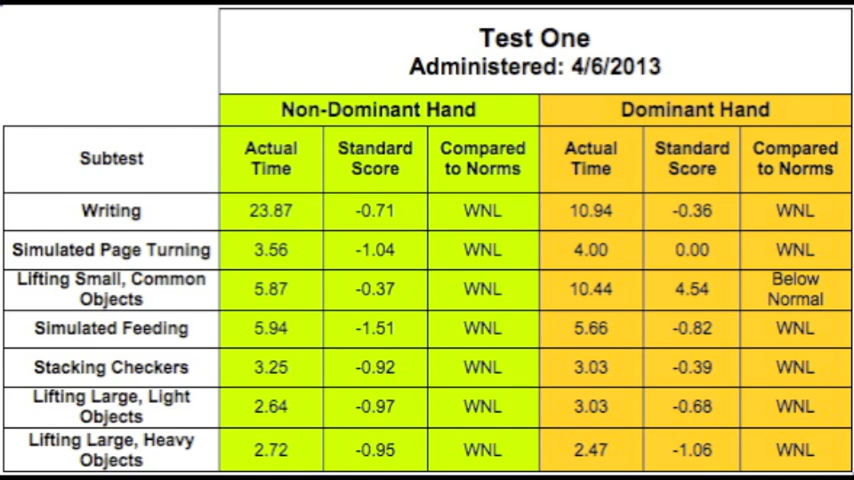 Test One
Administered: 4/6/2013
Non-Dominant Hand Dominant Hand
Subtest Actual Time Standard Score Compared to Norms Actual Time Standard Score Compared to Norms
Writing 23.87 -0.71 WNL 10.94 -0.36 WNL
Simulated Page Turning 3.56 -1.04 WNL 4.00 0.00 WNL
Lifting Small, Common Objects 5.87 -0.37 WNL 10.44 4.54 Below Normal
Simulated Feeding 5.94 -1.51 WNL 5.66 -0.82 WNL
Stacking Checkers 3.25 -0.92 WNL 3.03 -0.39 WNL
Lifting Large, Light Objects 2.64 -0.97 WNL 3.03 -0.68 WNL
Lifting Large, Heavy Objects 2.72 -0.95 WNL 2.47 -1.06 WNL